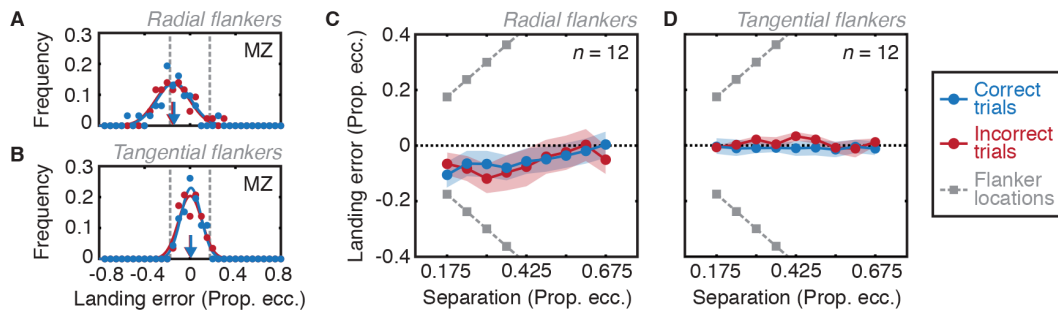 A
Radial flankers
0.3
0.2
0.1
0
Frequency
MZ
B
Tangential flankers
0.3
0.2
0.1
0
Frequency
MZ
-0.8
-0.4
0
0.4
0.8
Landing error (Prop. ecc.)
C
Radial flankers
0.4
0.2
0
-0.2
-0.4
Landing error (Prop. ecc.)
n = 12
0.175
0.425
0.675
Separation (Prop. ecc.)
D
Tangential flankers
n = 12
0.175
0.425
0.675
Separation (Prop. ecc.)
Correct
trials
Incorrect
trials
Flanker
locations